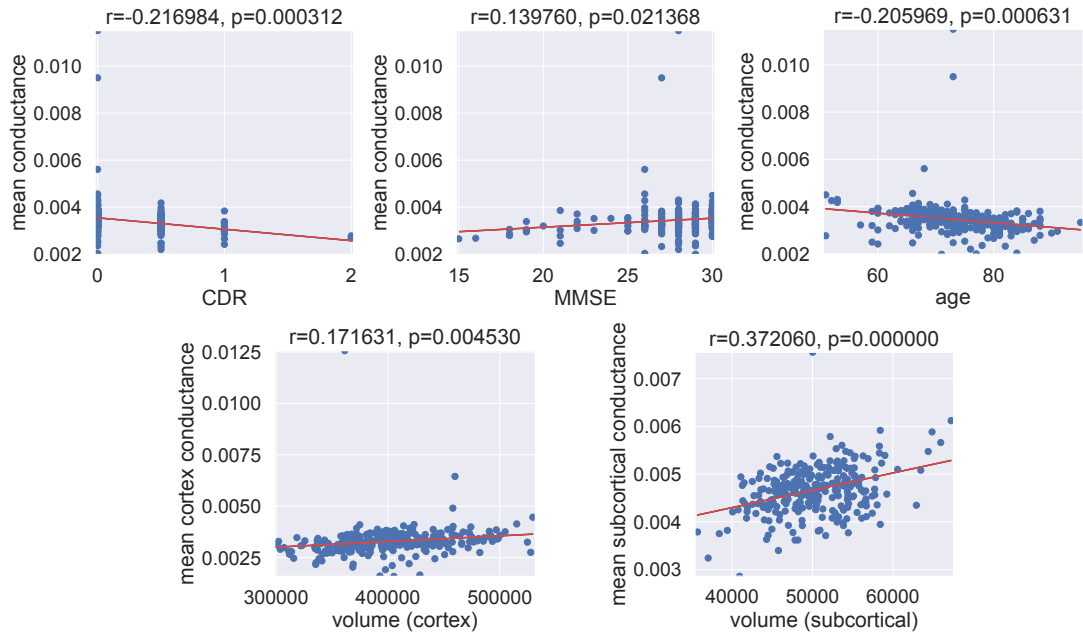 r=-0.216984, p=0.000312
mean conductance
0.010
0.008
0.006
0.004
0.002
0
1
2
CDR
r=0.139760, p=0.021368
mean conductance
0.010
0.008
0.006
0.004
0.002
15
20
25
30
MMSE
r=-0.205969, p=0.000631
mean conductance
0.010
0.008
0.006
0.004
0.002
60
80
age
r=0.171631, p=0.004530
mean cortex conductance
0.0125
0.0100
0.0075
0.0050
0.0025
300000
400000
500000
volume (cortex)
r=0.372060, p=0.000000
mean subcortical conductance
0.007
0.006
0.005
0.004
0.003
40000
50000
60000
volume (subcortical)